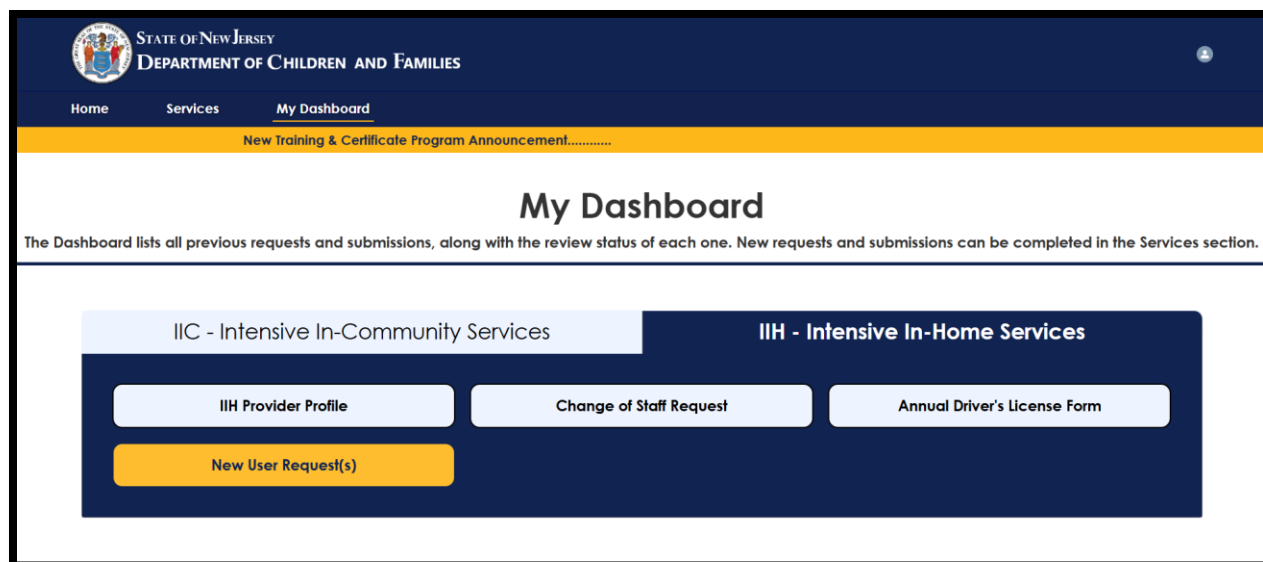 STATE OF NEW JERSEY
DEPARTMENT OF CHILDREN AND FAMILIES
Home Services My Dashboard
New Training & Certificate Program Announcement............
My Dashboard
The Dashboard lists all previous requests and submissions, along with the review status of each one. New requests and submissions can be completed in the Services section.
IIC - Intensive In-Community Services IIH - Intensive In-Home Services
IIH Provider Profile Change of Staff Request Annual Driver's License Form
New User Request(s)